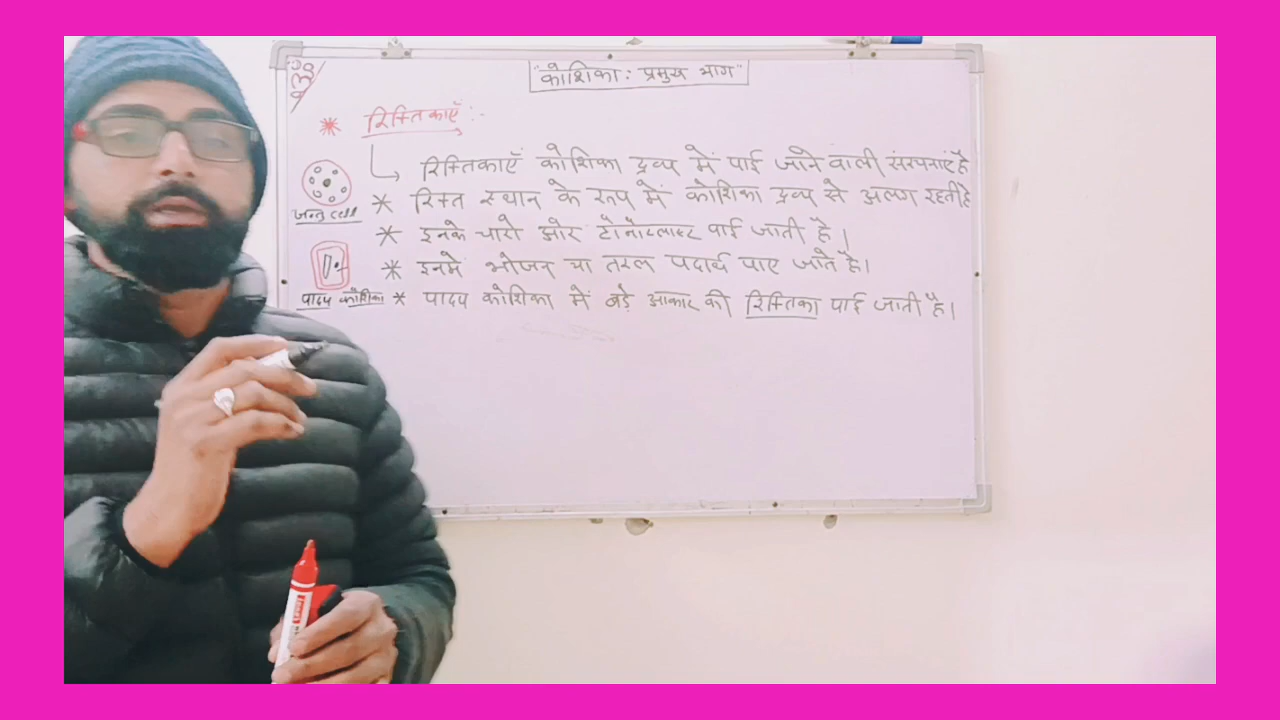 "कोशिका: प्रमुख भाग"
* रिक्तिकाएँ :-
रिक्तिकाएँ कोशिका द्रव्य में पाई जाने वाली संरचनाएं है
* रिक्त स्थान के रूप में कोशिका द्रव्य से अलग रहती है
* इनके चारो ओर टोनोप्लास्ट पाई जाती है।
* इनमे भोजन या तरल पदार्थ पाए जाते है।
* पादप कोशिका में बड़े आकार की रिक्तिका पाई जाती है।
जन्तु cell
पादप कोशिका